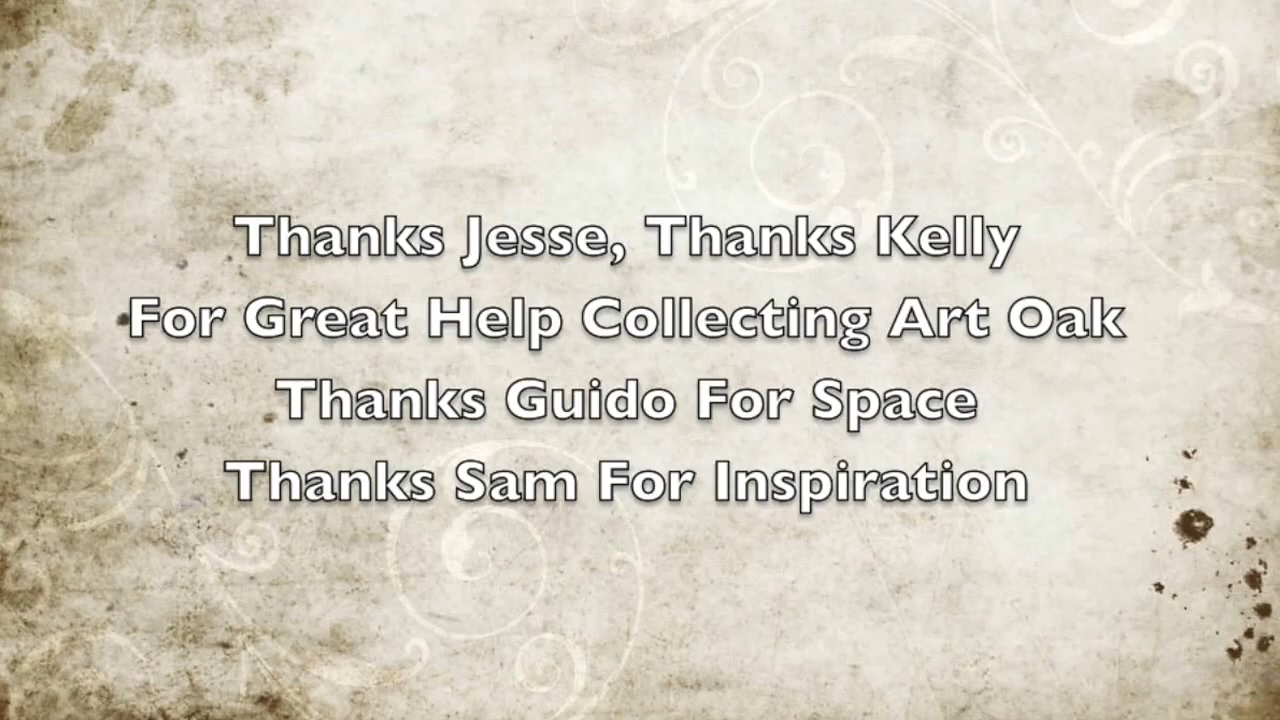 Thanks Jesse, Thanks Kelly
For Great Help Collecting Art Oak
Thanks Guido For Space
Thanks Sam For Inspiration